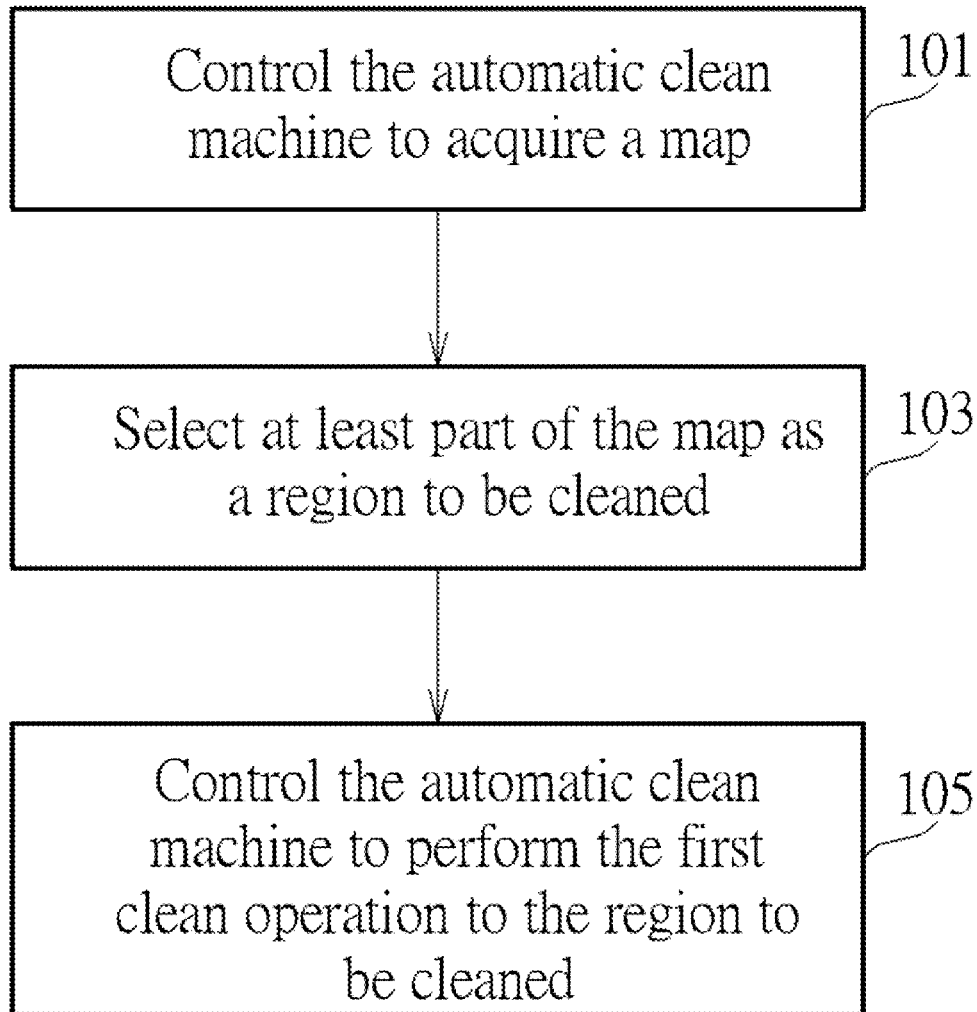 Control the automatic clean
machine to acquire a map
101
Select at least part of the map as
a region to be cleaned
103
Control the automatic clean
machine to perform the first
clean operation to the region to
be cleaned
105